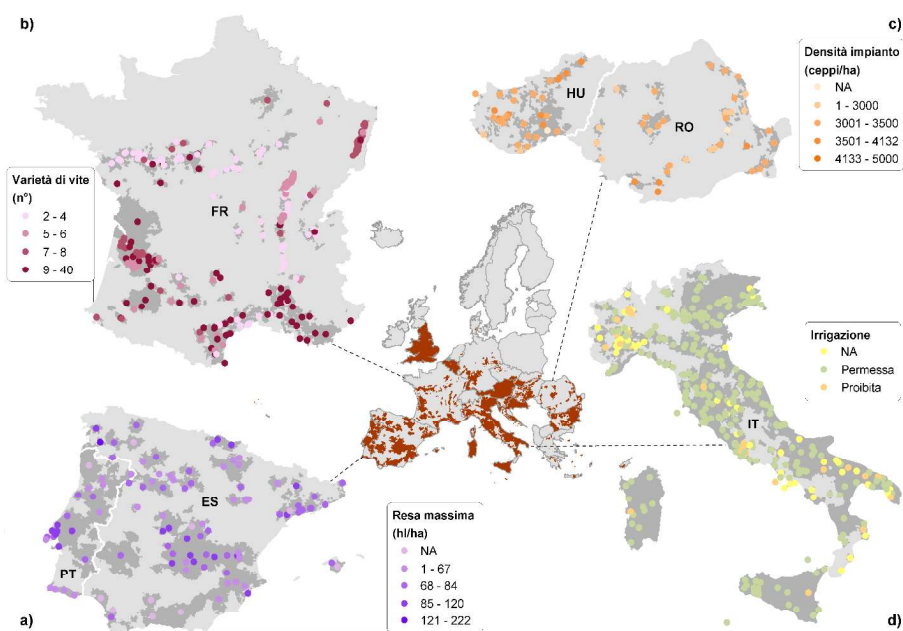 b)
c)
Densità impianto
(ceppi/ha)
NA
1 - 3000
3001 - 3500
3501 - 4132
4133 - 5000
HU
RO
Varietà di vite
(n°)
2 - 4
5 - 6
7 - 8
9 - 40
FR
Irrigazione
NA
Permessa
Proibita
IT
ES
PT
Resa massima
(hl/ha)
NA
1 - 67
68 - 84
85 - 120
121 - 222
a)
d)